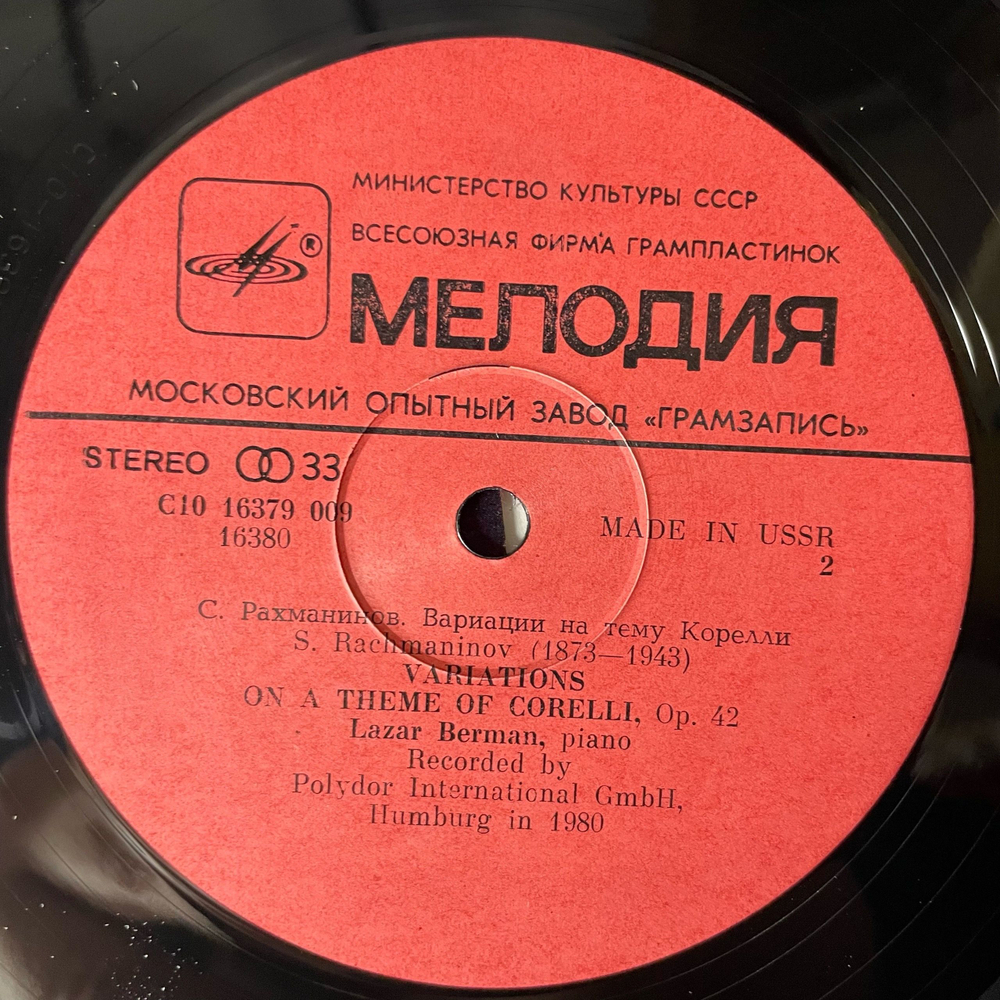 МИНИСТЕРСТВО КУЛЬТУРЫ СССР
ВСЕСОЮЗНАЯ ФИРМА ГРАМПЛАСТИНОК
®
МЕЛОДИЯ
МОСКОВСКИЙ ОПЫТНЫЙ ЗАВОД «ГРАМЗАПИСЬ»
STEREO 33
С10 16379 009
16380
MADE IN USSR
2
С. Рахманинов. Вариации на тему Корелли
S. Rachmaninov (1873—1943)
VARIATIONS
ON A THEME OF CORELLI, Op. 42
Lazar Berman, piano
Recorded by
Polydor International GmbH,
Humburg in 1980